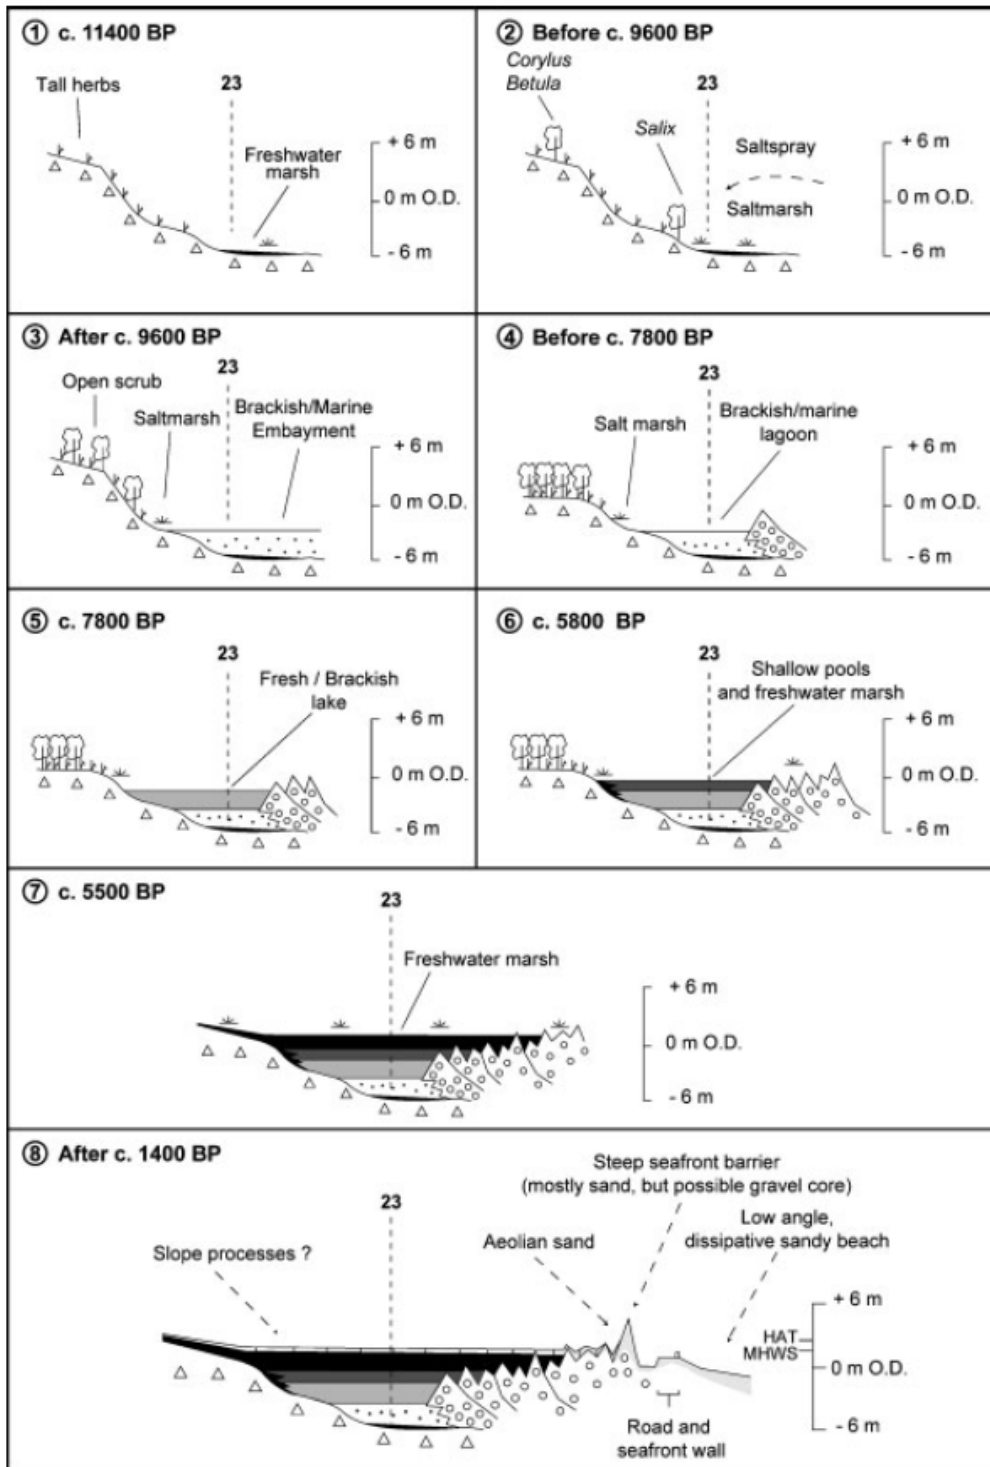 ① c. 11400 BP
Tall herbs
23
Freshwater
marsh
+ 6 m
0 m O.D.
- 6 m
② Before c. 9600 BP
Corylus
Betula
23
Salix
Saltspray
Saltmarsh
+ 6 m
0 m O.D.
- 6 m
③ After c. 9600 BP
Open scrub
23
Saltmarsh
Brackish/Marine
Embayment
+ 6 m
0 m O.D.
- 6 m
④ Before c. 7800 BP
23
Salt marsh
Brackish/marine
lagoon
+ 6 m
0 m O.D.
- 6 m
⑤ c. 7800 BP
23
Fresh / Brackish
lake
+ 6 m
0 m O.D.
- 6 m
⑥ c. 5800 BP
23
Shallow pools
and freshwater marsh
+ 6 m
0 m O.D.
- 6 m
⑦ c. 5500 BP
23
Freshwater marsh
+ 6 m
0 m O.D.
- 6 m
⑧ After c. 1400 BP
23
Slope processes ?
Steep seafront barrier
(mostly sand, but possible gravel core)
Aeolian sand
Low angle,
dissipative sandy beach
+ 6 m
HAT
MHWS
0 m O.D.
- 6 m
Road and
seafront wall